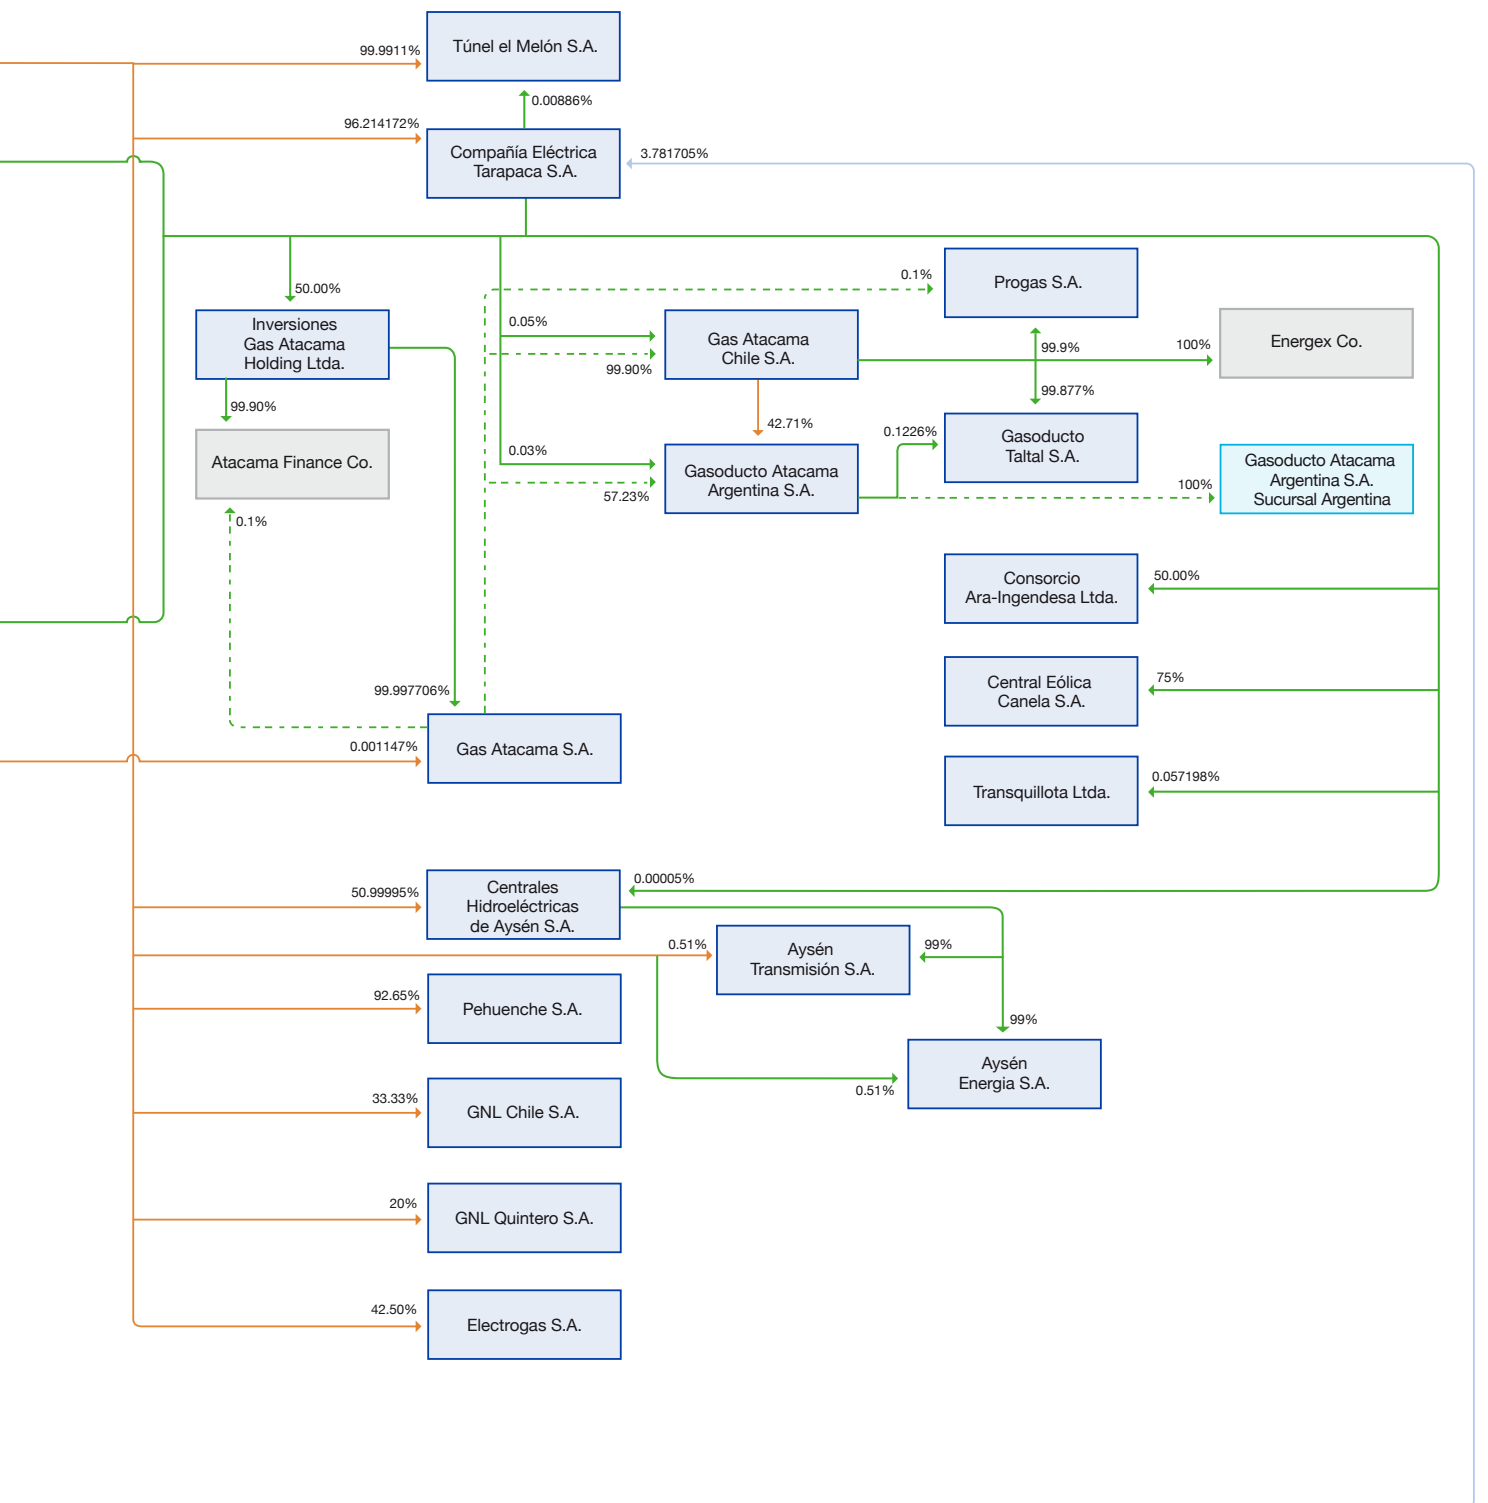 99.9911%
Túnel el Melón S.A.
0.00886%
96.214172%
Compañía Eléctrica
Tarapaca S.A.
3.781705%
50.00%
Inversiones
Gas Atacama
Holding Ltda.
99.90%
Atacama Finance Co.
0.1%
0.1%
Progas S.A.
0.05%
99.90%
Gas Atacama
Chile S.A.
99.9%
100%
Energex Co.
99.877%
42.71%
0.03%
57.23%
Gasoducto Atacama
Argentina S.A.
0.1226%
Gasoducto
Taltal S.A.
100%
Gasoducto Atacama
Argentina S.A.
Sucursal Argentina
Consorcio
Ara-Ingendesa Ltda.
50.00%
Central Eólica
Canela S.A.
75%
99.997706%
0.001147%
Gas Atacama S.A.
Transquillota Ltda.
0.057198%
50.99995%
Centrales
Hidroeléctricas
de Aysén S.A.
0.00005%
0.51%
Aysén
Transmisión S.A.
99%
99%
92.65%
Pehuenche S.A.
0.51%
Aysén
Energia S.A.
33.33%
GNL Chile S.A.
20%
GNL Quintero S.A.
42.50%
Electrogas S.A.